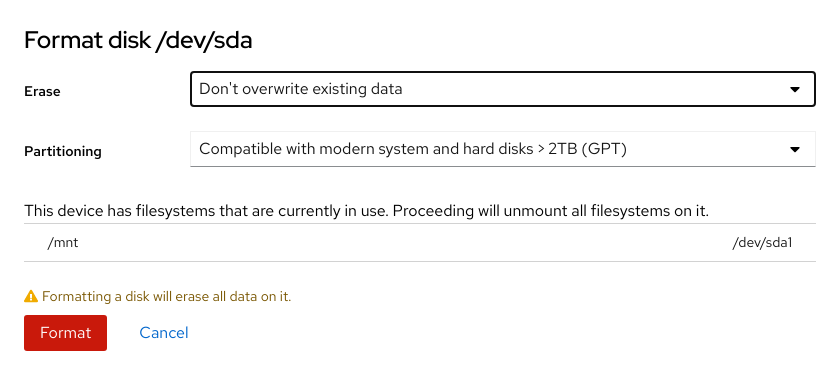 Format disk /dev/sda
Erase
Don't overwrite existing data
Partitioning
Compatible with modern system and hard disks > 2TB (GPT)
This device has filesystems that are currently in use. Proceeding will unmount all filesystems on it.
/mnt /dev/sda1
Formatting a disk will erase all data on it.
Format Cancel